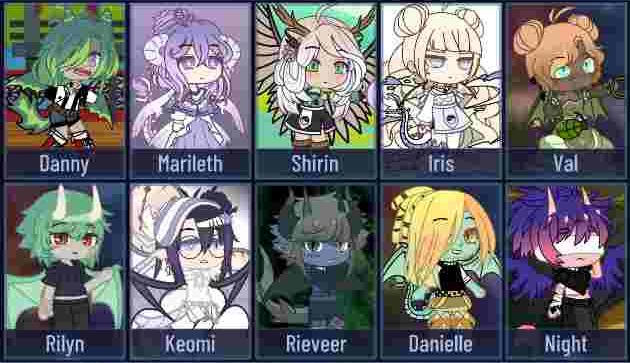 Danny
Marileth
Shirin
Iris
Val
Rilyn
Keomi
Rieveer
Danielle
Night